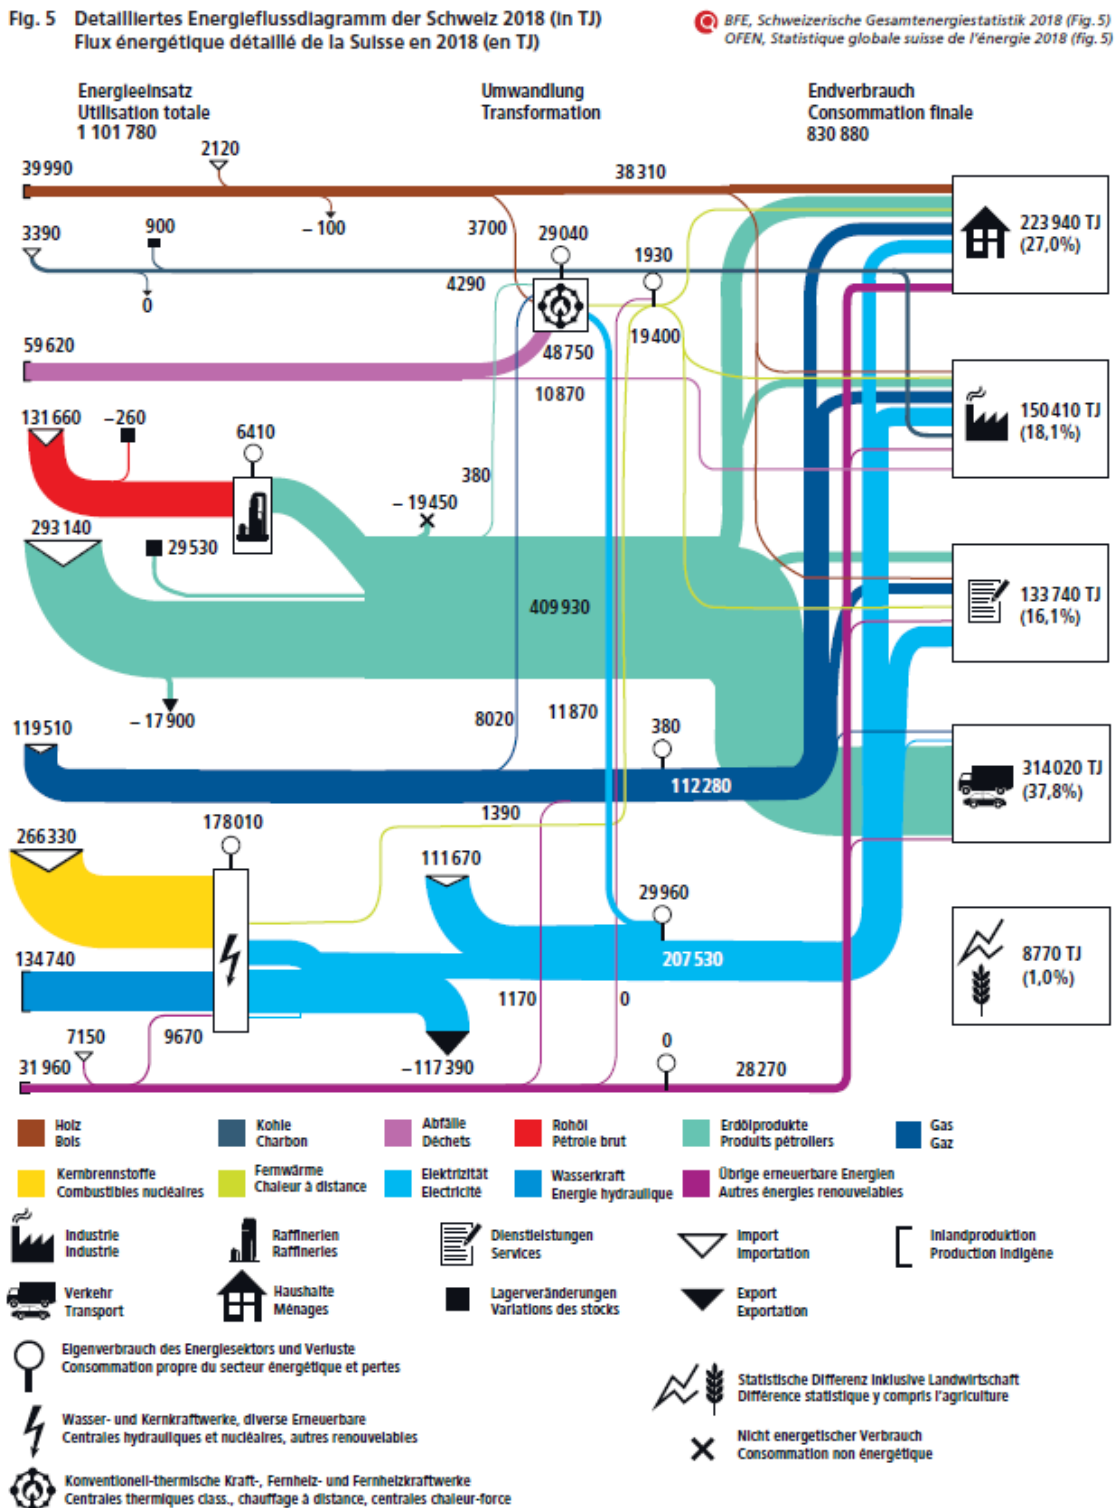 Fig. 5 Detailliertes Energieflussdiagramm der Schweiz 2018 (in TJ)
Flux énergétique détaillé de la Suisse en 2018 (en TJ)
BFE, Schweizerische Gesamtenergiestatistik 2018 (Fig. 5)
OFEN, Statistique globale suisse de l'énergie 2018 (fig. 5)
Energieeinsatz
Utilisation totale
1 101 780
Umwandlung
Transformation
Endverbrauch
Consommation finale
830 880
2120
39 990
38 310
– 100
3700
3390
900
0
29 040
1930
4290
223 940 TJ
(27,0%)
59 620
48 750
19 400
10 870
150 410 TJ
(18,1%)
131 660
–260
6410
380
– 19 450
293 140
29 530
409 930
133 740 TJ
(16,1%)
– 17 900
119 510
8020
11 870
380
112 280
1390
314 020 TJ
(37,8%)
266 330
178 010
111 670
29 960
207 530
134 740
8770 TJ
(1,0%)
7150
9670
1170
0
0
31 960
–117 390
28 270
Holz
Bois
Kohle
Charbon
Abfälle
Déchets
Rohöl
Pétrole brut
Erdölprodukte
Produits pétroliers
Gas
Gaz
Kernbrennstoffe
Combustibles nucléaires
Fernwärme
Chaleur à distance
Elektrizität
Electricité
Wasserkraft
Energie hydraulique
Übrige erneuerbare Energien
Autres énergies renouvelables
Industrie
Industrie
Raffinerien
Raffineries
Dienstleistungen
Services
Import
Importation
Inlandproduktion
Production indigène
Verkehr
Transport
Haushalte
Ménages
Lagerveränderungen
Variations des stocks
Export
Exportation
Eigenverbrauch des Energiesektors und Verluste
Consommation propre du secteur énergétique et pertes
Statistische Differenz inklusive Landwirtschaft
Différence statistique y compris l'agriculture
Wasser- und Kernkraftwerke, diverse Erneuerbare
Centrales hydrauliques et nucléaires, autres renouvelables
Nicht energetischer Verbrauch
Consommation non énergétique
Konventionell-thermische Kraft-, Fernheiz- und Fernheizkraftwerke
Centrales thermiques class., chauffage à distance, centrales chaleur-force